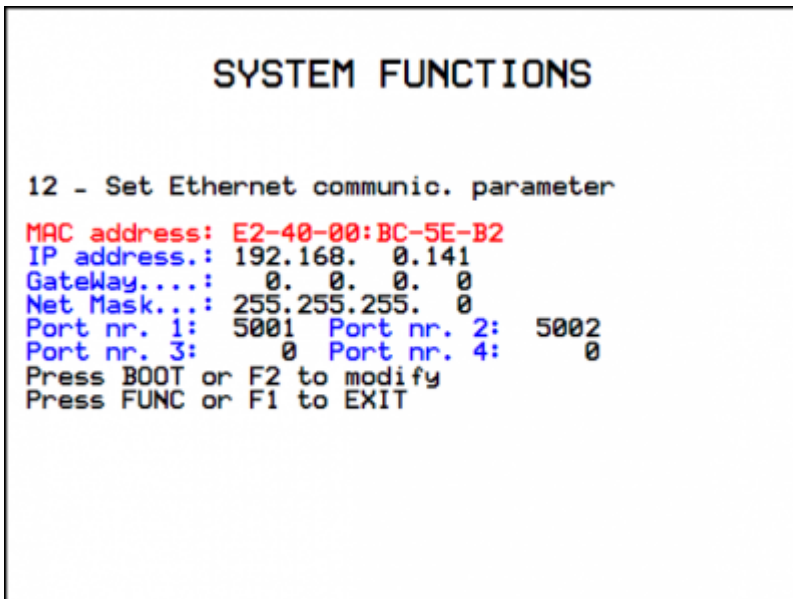 SYSTEM FUNCTIONS
12 - Set Ethernet communic. parameter
MAC address: E2-40-00:BC-5E-B2
IP address.: 192.168.  0.141
GateWay....:   0.  0.  0.  0
Net Mask...: 255.255.255.  0
Port nr. 1:   5001  Port nr. 2:   5002
Port nr. 3:      0  Port nr. 4:      0
Press BOOT or F2 to modify
Press FUNC or F1 to EXIT